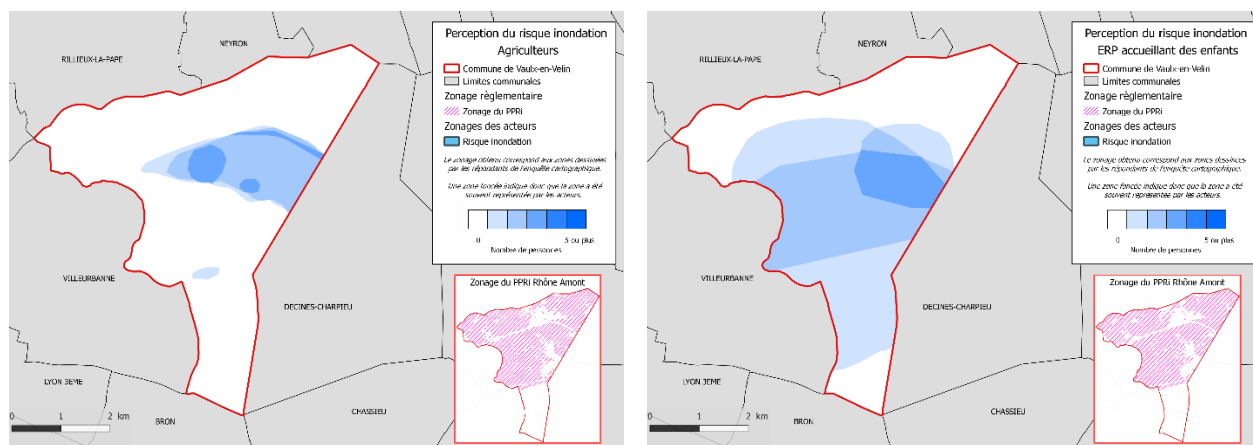 Perception du risque inondation
Agriculteurs
Commune de Vaulx-en-Velin
Limites communales
Zonage règlementaire
Zonage du PPRi
Zonages des acteurs
Risque inondation
Le zonage obtenu correspond aux zones dessinées
par les répondants de l'enquête cartographique.
Une zone foncée indique donc que la zone a été
souvent représentée par les acteurs.
0
5 ou plus
Nombre de personnes
NEYRON
RILLIEUX-LA-PAPE
VILLEURBANNE
DECINES-CHARPIEU
LYON 3EME
BRON
CHASSIEU
0 1 2 km
Zonage du PPRi Rhône Amont
Perception du risque inondation
ERP accueillant des enfants
Commune de Vaulx-en-Velin
Limites communales
Zonage règlementaire
Zonage du PPRi
Zonages des acteurs
Risque inondation
Le zonage obtenu correspond aux zones dessinées
par les répondants de l'enquête cartographique.
Une zone foncée indique donc que la zone a été
souvent représentée par les acteurs.
0
5 ou plus
Nombre de personnes
NEYRON
RILLIEUX-LA-PAPE
VILLEURBANNE
DECINES-CHARPIEU
LYON 3EME
BRON
CHASSIEU
0 1 2 km
Zonage du PPRi Rhône Amont